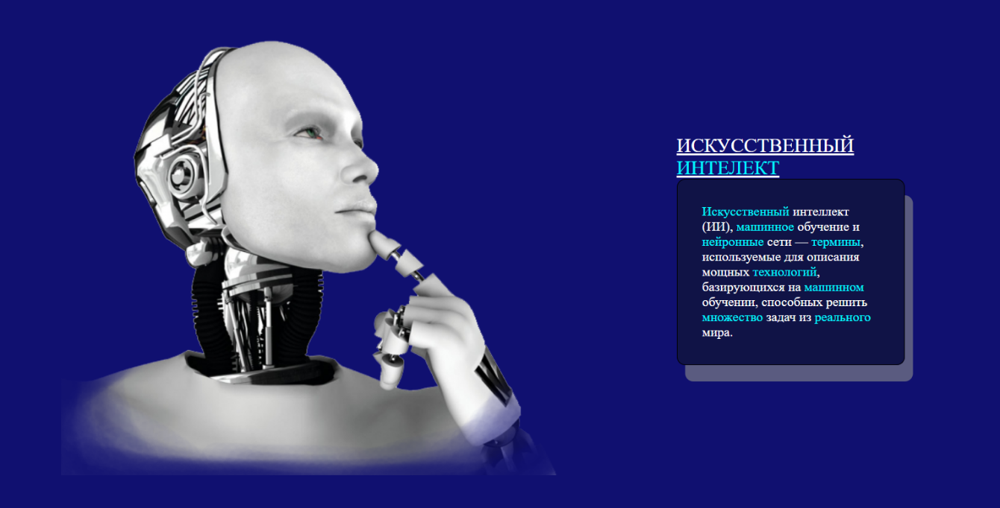 ИСКУССТВЕННЫЙ
ИНТЕЛЕКТ
Искусственный интеллект
(ИИ), машинное обучение и
нейронные сети — термины,
используемые для описания
мощных технологий,
базирующихся на машинном
обучении, способных решить
множество задач из реального
мира.